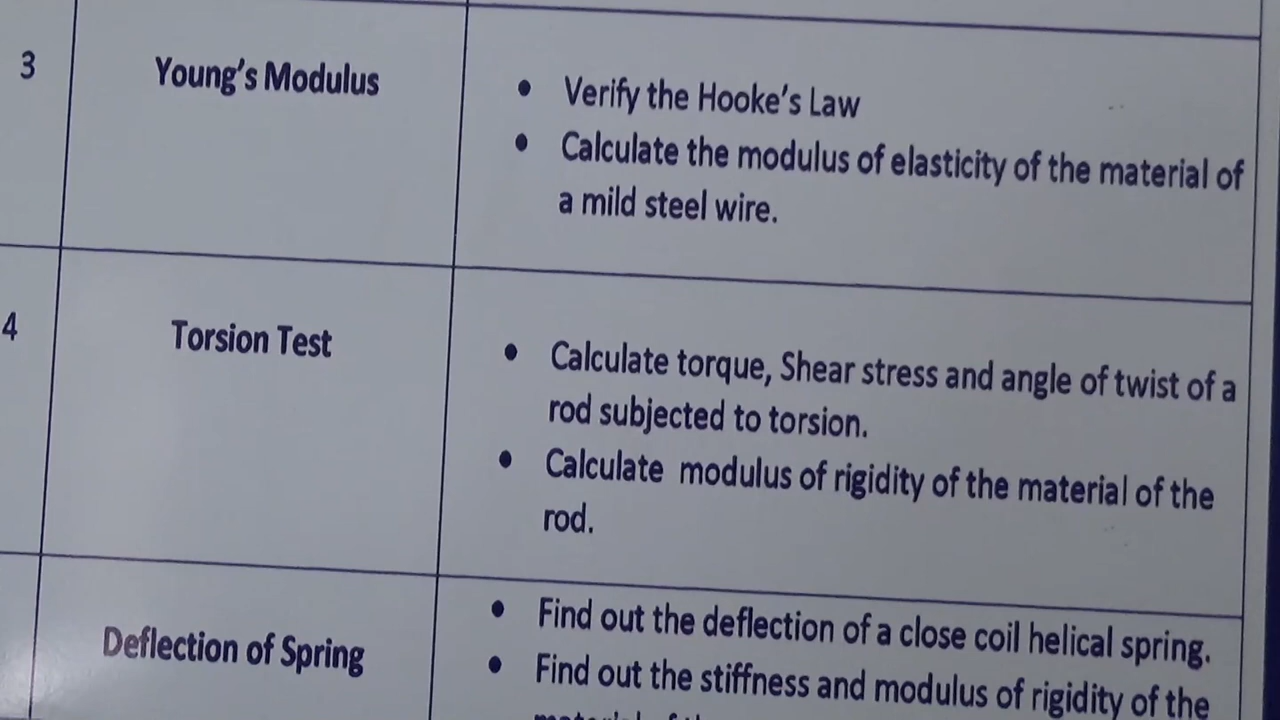 3
Young's Modulus
• Verify the Hooke's Law
• Calculate the modulus of elasticity of the material of
a mild steel wire.
4
Torsion Test
• Calculate torque, Shear stress and angle of twist of a
rod subjected to torsion.
• Calculate modulus of rigidity of the material of the
rod.
Deflection of Spring
• Find out the deflection of a close coil helical spring.
• Find out the stiffness and modulus of rigidity of the